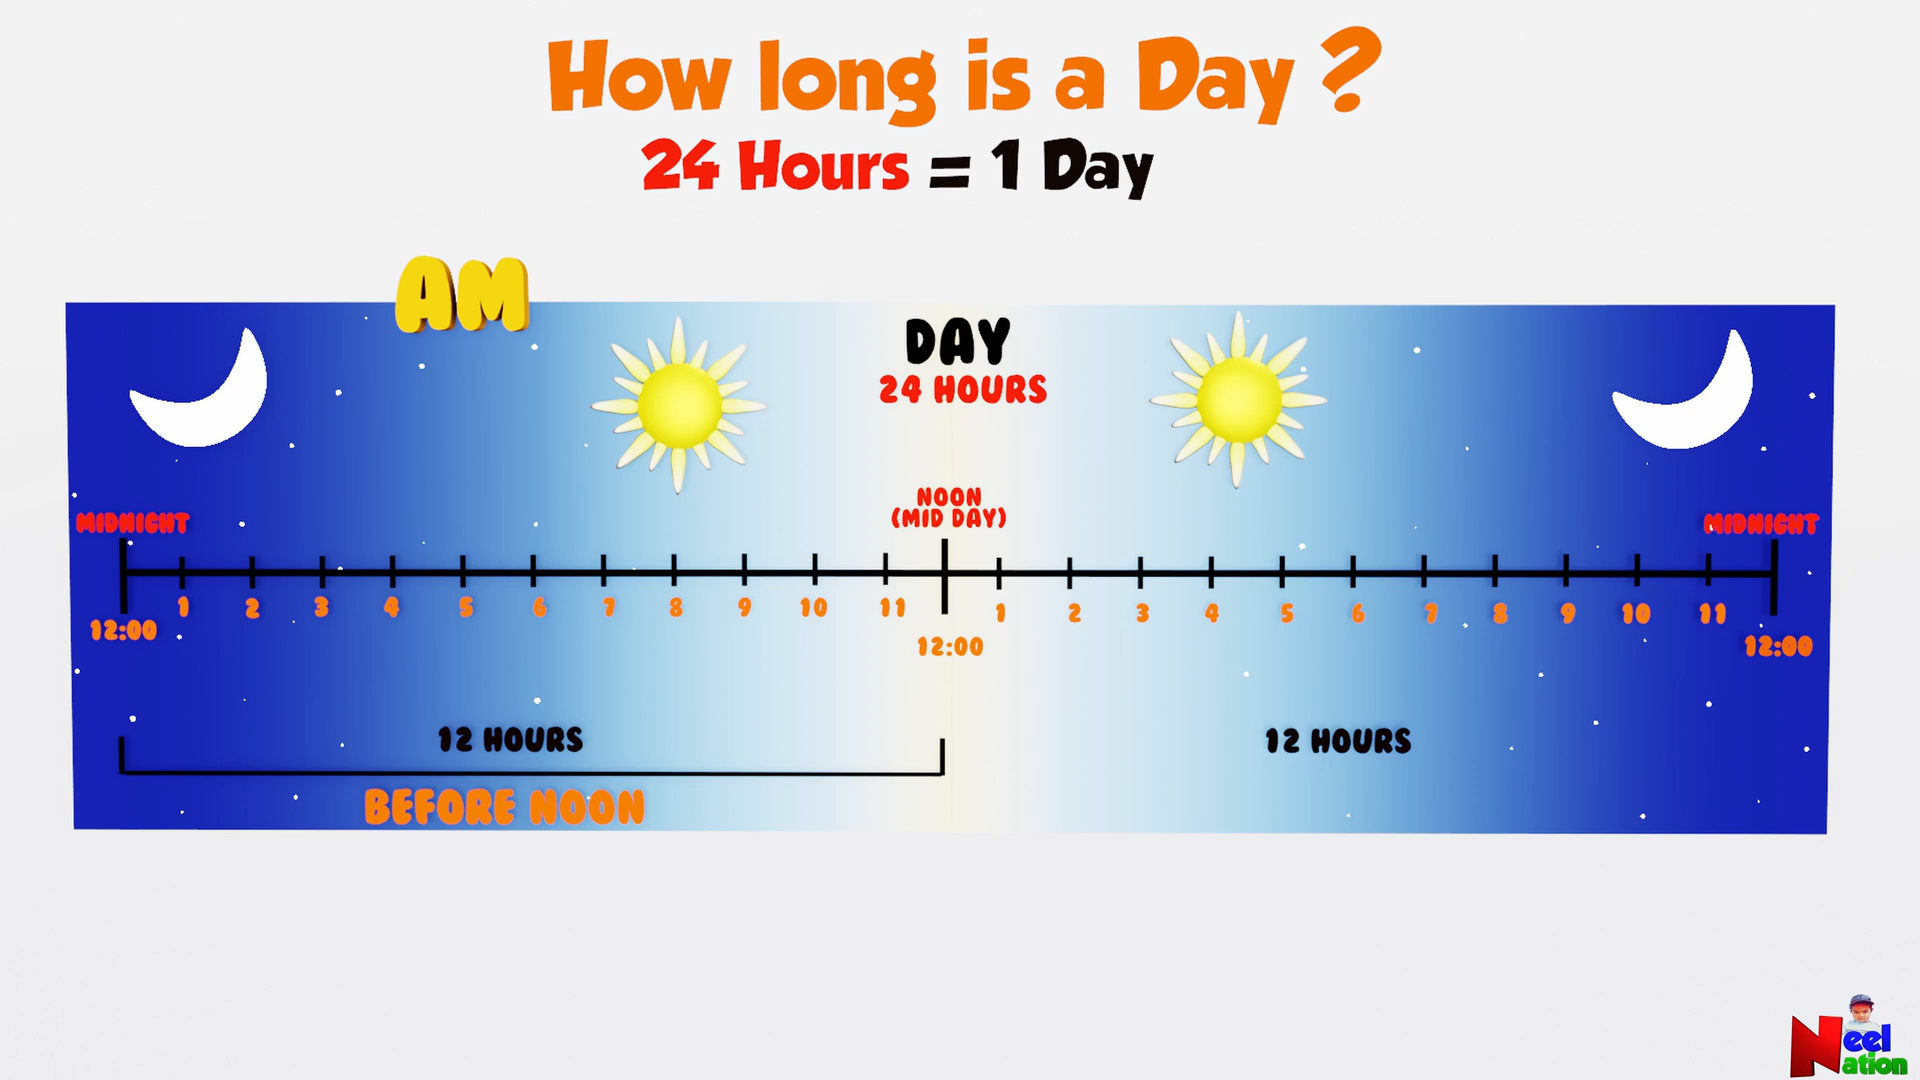 How long is a Day ?
24 Hours = 1 Day
AM
DAY
24 HOURS
NOON
(MID DAY)
MIDNIGHT
MIDNIGHT
1 2 3 4 5 6 7 8 9 10 11 1 2 3 4 5 6 7 8 9 10 11
12:00 12:00 12:00
12 HOURS 12 HOURS
BEFORE NOON
Neel
Nation